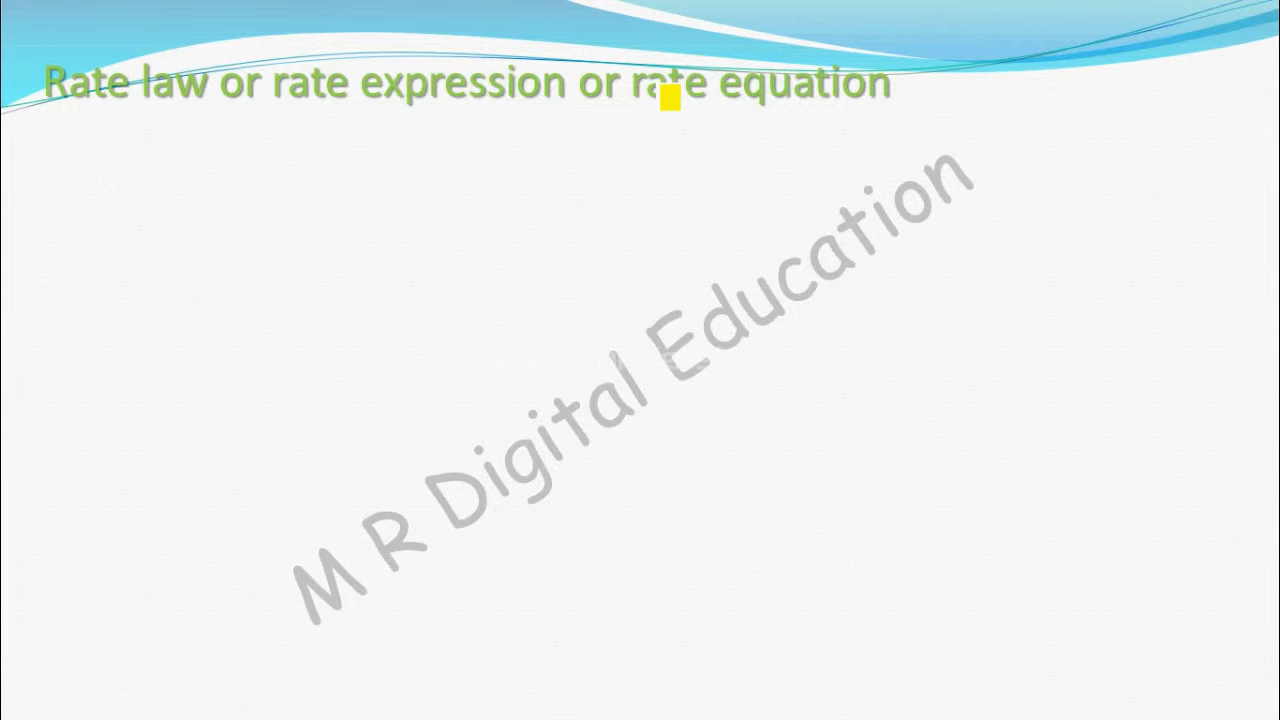 Rate law or rate expression or rate equation
M R Digital Education